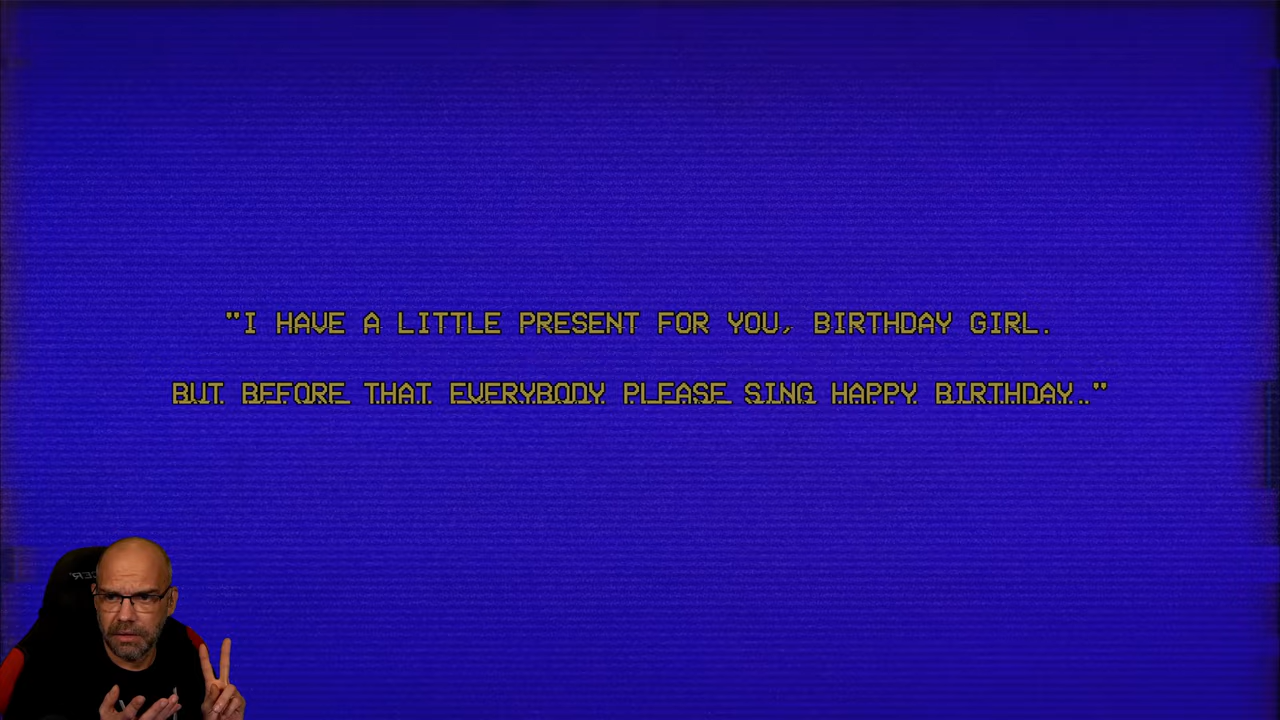 "I HAVE A LITTLE PRESENT FOR YOU, BIRTHDAY GIRL.
BUT BEFORE THAT EVERYBODY PLEASE SING HAPPY BIRTHDAY."